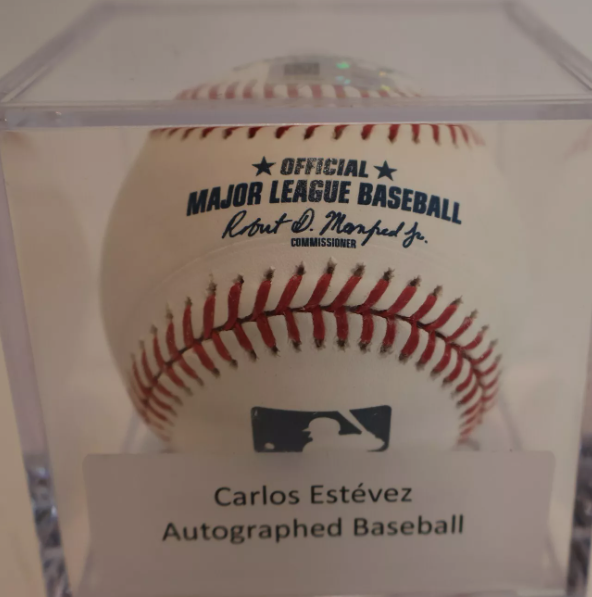 ★ OFFICIAL ★
MAJOR LEAGUE BASEBALL
Robert D. Manfred Jr.
COMMISSIONER
Carlos Estévez
Autographed Baseball